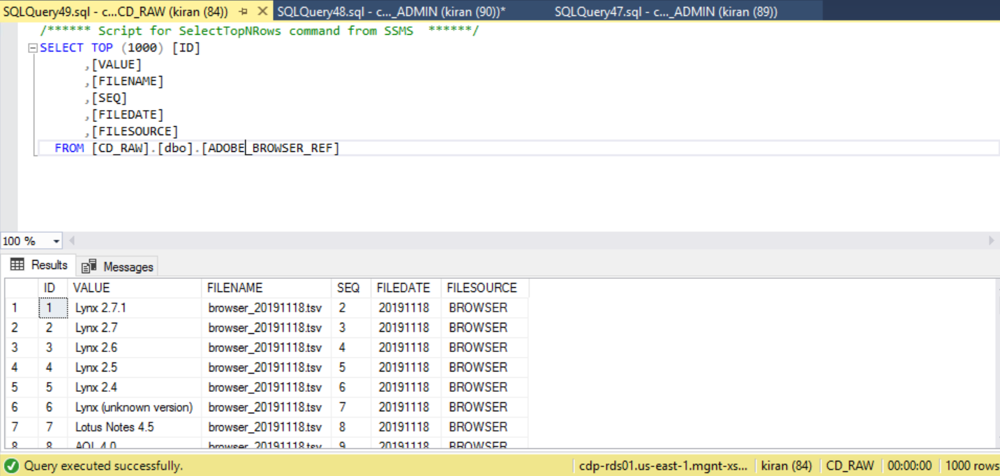 SQLQuery49.sql - c...CD_RAW (kiran (84)) SQLQuery48.sql - c..._ADMIN (kiran (90))* SQLQuery47.sql - c..._ADMIN (kiran (89))
/****** Script for SelectTopNRows command from SSMS ******/
SELECT TOP (1000) [ID]
,[VALUE]
,[FILENAME]
,[SEQ]
,[FILEDATE]
,[FILESOURCE]
FROM [CD_RAW].[dbo].[ADOBE_BROWSER_REF]
100 %
Results Messages
ID VALUE FILENAME SEQ FILEDATE FILESOURCE
1 1 Lynx 2.7.1 browser_20191118.tsv 2 20191118 BROWSER
2 2 Lynx 2.7 browser_20191118.tsv 3 20191118 BROWSER
3 3 Lynx 2.6 browser_20191118.tsv 4 20191118 BROWSER
4 4 Lynx 2.5 browser_20191118.tsv 5 20191118 BROWSER
5 5 Lynx 2.4 browser_20191118.tsv 6 20191118 BROWSER
6 6 Lynx (unknown version) browser_20191118.tsv 7 20191118 BROWSER
7 7 Lotus Notes 4.5 browser_20191118.tsv 8 20191118 BROWSER
8 8 AOL 4.0 browser_20191118.tsv 9 20191118 BROWSER
Query executed successfully. cdp-rds01.us-east-1.mgnt-xs... kiran (84) CD_RAW 00:00:00 1000 rows